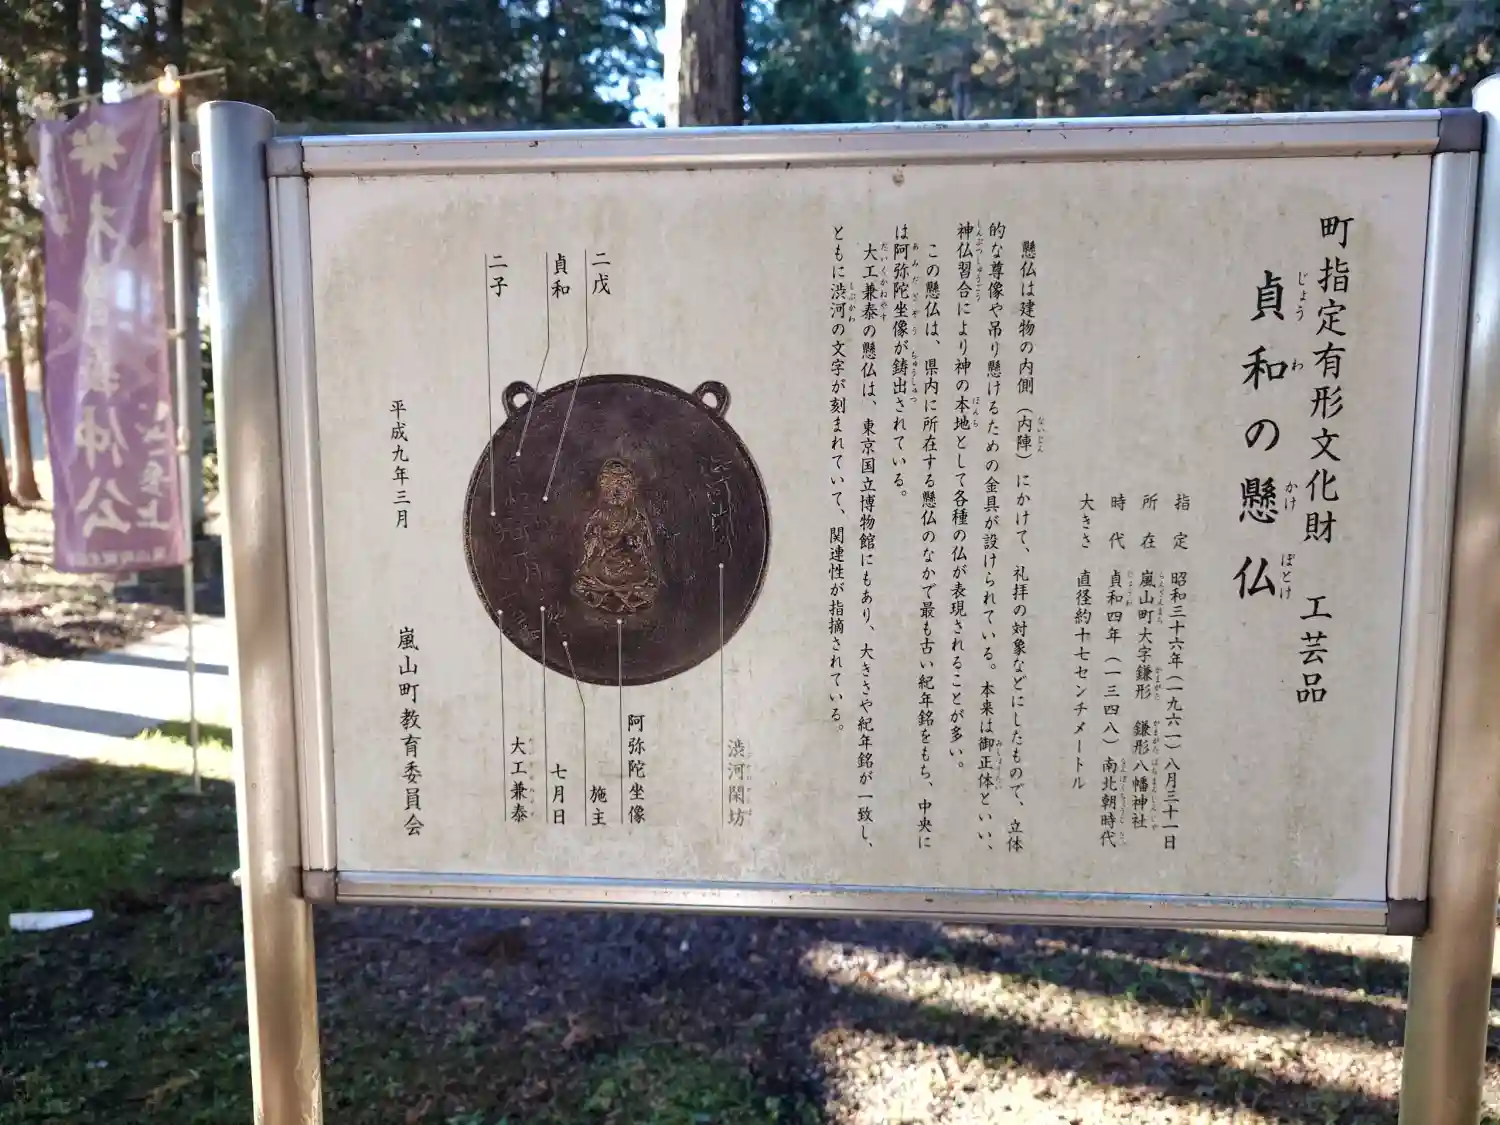 町指定有形文化財 工芸品
貞和の懸仏
じょう わ かけ ぼとけ
指定 昭和三十六年(一九六一)八月三十一日
所在 嵐山町大字鎌形 鎌形八幡神社
時代 貞和四年(一三四八)南北朝時代
大きさ 直径約十七センチメートル
懸仏は建物の内側(内陣)にかけて、礼拝の対象などにしたもので、立体
的な尊像や吊り懸けるための金具が設けられている。本来は御正体といい、
神仏習合により神の本地として各種の仏が表現されることが多い。
この懸仏は、県内に所在する懸仏のなかで最も古い紀年銘をもち、中央に
は阿弥陀坐像が鋳出されている。
大工兼泰の懸仏は、東京国立博物館にもあり、大きさや紀年銘が一致し、
ともに渋河の文字が刻まれていて、関連性が指摘されている。
二戊
貞和
二子
渋河閑坊
阿弥陀坐像
施主
七月日
大工兼泰
平成九年三月 嵐山町教育委員会